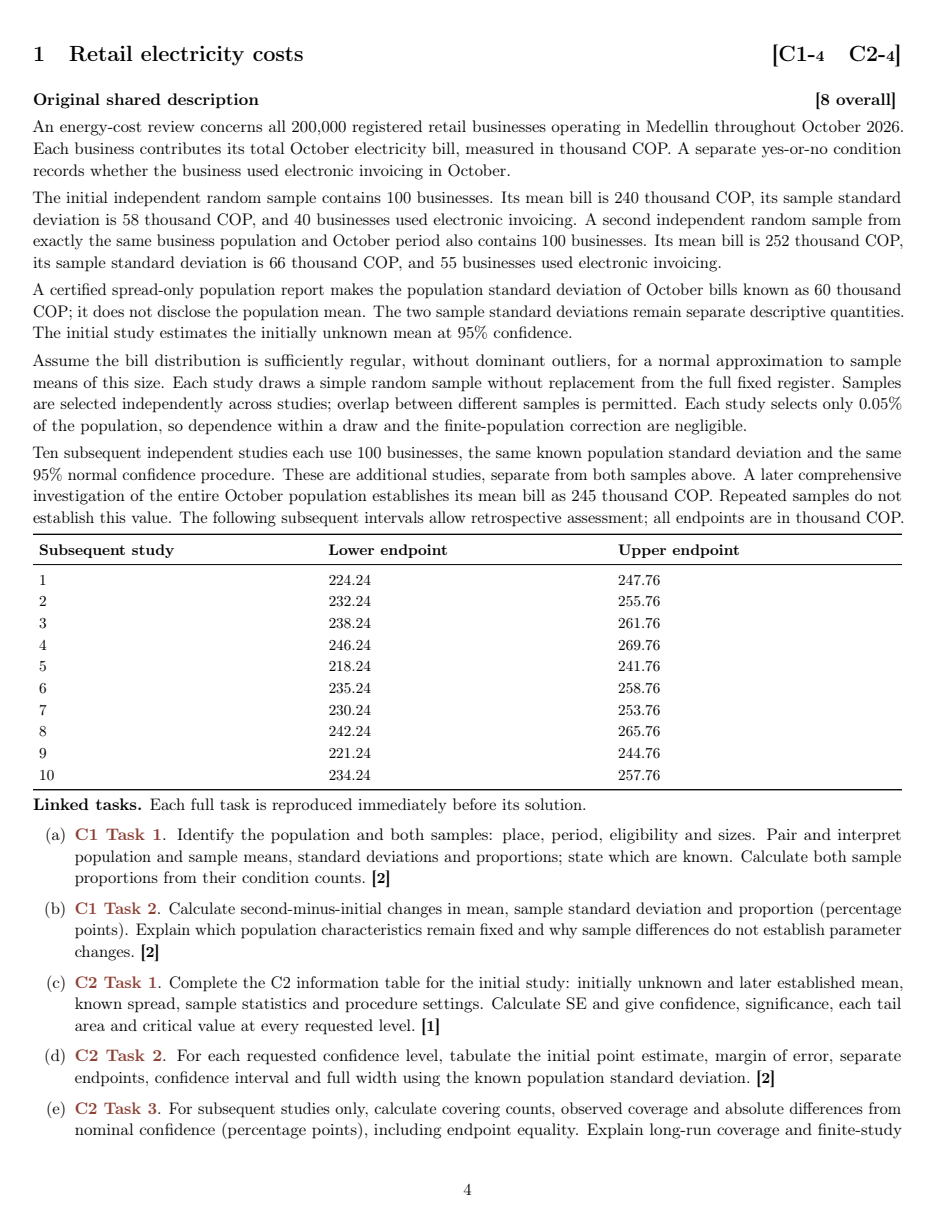 1 Retail electricity costs [C1-4 C2-4]
Original shared description [8 overall]
An energy-cost review concerns all 200,000 registered retail businesses operating in Medellin throughout October 2026.
Each business contributes its total October electricity bill, measured in thousand COP. A separate yes-or-no condition
records whether the business used electronic invoicing in October.
The initial independent random sample contains 100 businesses. Its mean bill is 240 thousand COP, its sample standard
deviation is 58 thousand COP, and 40 businesses used electronic invoicing. A second independent random sample from
exactly the same business population and October period also contains 100 businesses. Its mean bill is 252 thousand COP,
its sample standard deviation is 66 thousand COP, and 55 businesses used electronic invoicing.
A certified spread-only population report makes the population standard deviation of October bills known as 60 thousand
COP; it does not disclose the population mean. The two sample standard deviations remain separate descriptive quantities.
The initial study estimates the initially unknown mean at 95% confidence.
Assume the bill distribution is sufficiently regular, without dominant outliers, for a normal approximation to sample
means of this size. Each study draws a simple random sample without replacement from the full fixed register. Samples
are selected independently across studies; overlap between different samples is permitted. Each study selects only 0.05%
of the population, so dependence within a draw and the finite-population correction are negligible.
Ten subsequent independent studies each use 100 businesses, the same known population standard deviation and the same
95% normal confidence procedure. These are additional studies, separate from both samples above. A later comprehensive
investigation of the entire October population establishes its mean bill as 245 thousand COP. Repeated samples do not
establish this value. The following subsequent intervals allow retrospective assessment; all endpoints are in thousand COP.
Subsequent study Lower endpoint Upper endpoint
1 224.24 247.76
2 232.24 255.76
3 238.24 261.76
4 246.24 269.76
5 218.24 241.76
6 235.24 258.76
7 230.24 253.76
8 242.24 265.76
9 221.24 244.76
10 234.24 257.76
Linked tasks. Each full task is reproduced immediately before its solution.
(a) C1 Task 1. Identify the population and both samples: place, period, eligibility and sizes. Pair and interpret
population and sample means, standard deviations and proportions; state which are known. Calculate both sample
proportions from their condition counts. [2]
(b) C1 Task 2. Calculate second-minus-initial changes in mean, sample standard deviation and proportion (percentage
points). Explain which population characteristics remain fixed and why sample differences do not establish parameter
changes. [2]
(c) C2 Task 1. Complete the C2 information table for the initial study: initially unknown and later established mean,
known spread, sample statistics and procedure settings. Calculate SE and give confidence, significance, each tail
area and critical value at every requested level. [1]
(d) C2 Task 2. For each requested confidence level, tabulate the initial point estimate, margin of error, separate
endpoints, confidence interval and full width using the known population standard deviation. [2]
(e) C2 Task 3. For subsequent studies only, calculate covering counts, observed coverage and absolute differences from
nominal confidence (percentage points), including endpoint equality. Explain long-run coverage and finite-study
4